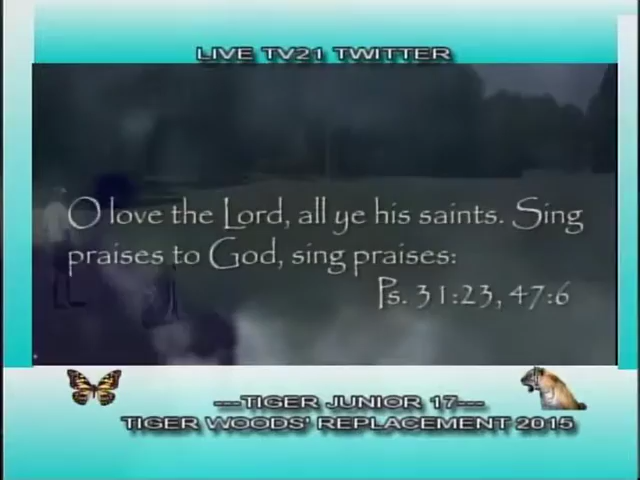 LIVE TV21 TWITTER
O love the Lord, all ye his saints. Sing
praises to God, sing praises:
Ps. 31:23, 47:6
---TIGER JUNIOR 17---
TIGER WOODS' REPLACEMENT 2015